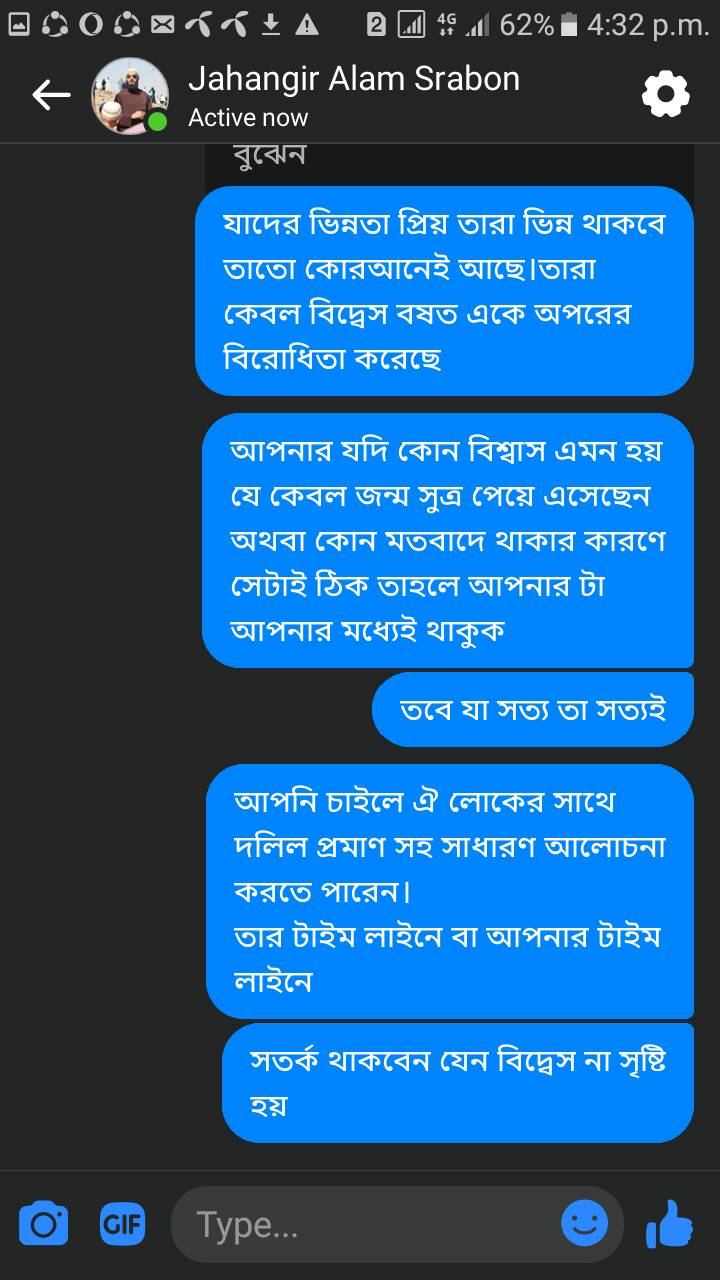 62% 4:32 p.m.
Jahangir Alam Srabon
Active now
বুঝেন
যাদের ভিন্নতা প্রিয় তারা ভিন্ন থাকবে
তাতো কোরআনেই আছে।তারা
কেবল বিদ্বেস বষত একে অপরের
বিরোধিতা করেছে
আপনার যদি কোন বিশ্বাস এমন হয়
যে কেবল জন্ম সুত্র পেয়ে এসেছেন
অথবা কোন মতবাদে থাকার কারণে
সেটাই ঠিক তাহলে আপনার টা
আপনার মধ্যেই থাকুক
তবে যা সত্য তা সত্যই
আপনি চাইলে ঐ লোকের সাথে
দলিল প্রমাণ সহ সাধারণ আলোচনা
করতে পারেন।
তার টাইম লাইনে বা আপনার টাইম
লাইনে
সতর্ক থাকবেন যেন বিদ্বেস না সৃষ্টি
হয়
GIF Type...